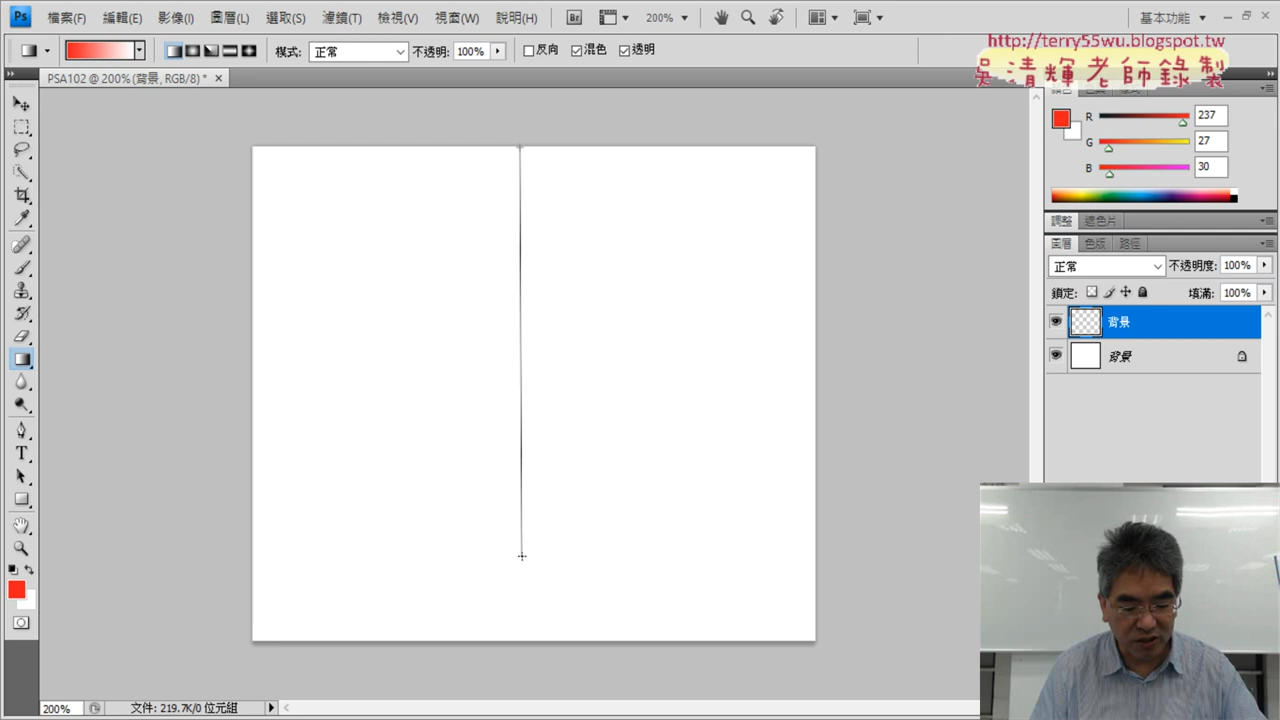 Ps 檔案(F) 編輯(E) 影像(I) 圖層(L) 選取(S) 濾鏡(T) 檢視(V) 視窗(W) 說明(H) Br 200% 基本功能
模式: 正常 不透明: 100% 反向 混色 透明
http://terry55wu.blogspot.tw
吳清輝老師錄製
PSA102 @ 200% (背景, RGB/8) *
R 237
G 27
B 30
調整 遮色片
圖層 色版 路徑
正常 不透明度: 100%
鎖定: 填滿: 100%
背景
背景
T
200% 文件: 219.7K/0 位元組